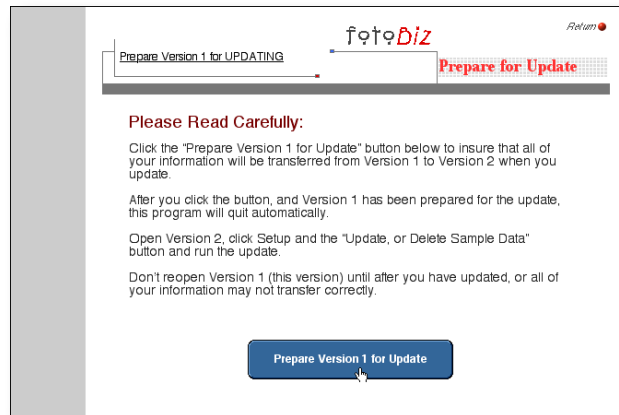 fotoBiz
Return
Prepare Version 1 for UPDATING
Prepare for Update
Please Read Carefully:
Click the “Prepare Version 1 for Update” button below to insure that all of
your information will be transferred from Version 1 to Version 2 when you
update.
After you click the button, and Version 1 has been prepared for the update,
this program will quit automatically.
Open Version 2, click Setup and the “Update, or Delete Sample Data”
button and run the update.
Don't reopen Version 1 (this version) until after you have updated, or all of
your information may not transfer correctly.
Prepare Version 1 for Update